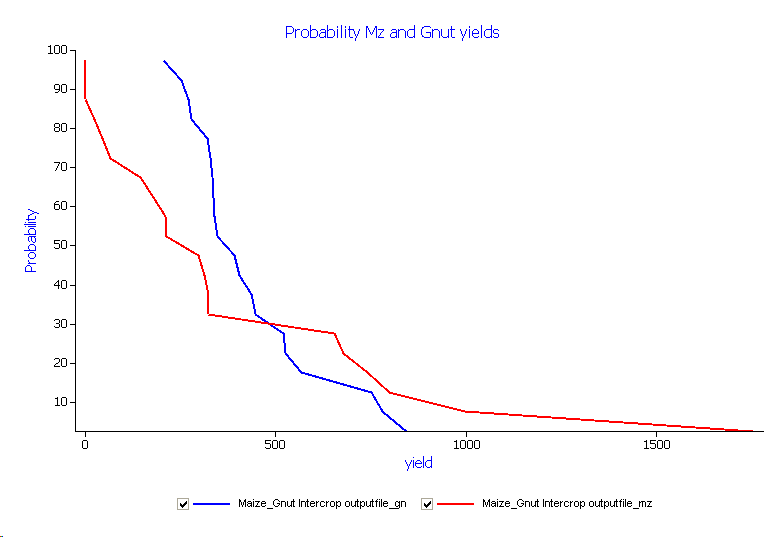 Probability Mz and Gnut yields
100
90
80
70
60
50
40
30
20
10
Probability
0 500 1000 1500
yield
Maize_Gnut Intercrop outputfile_gn Maize_Gnut Intercrop outputfile_mz